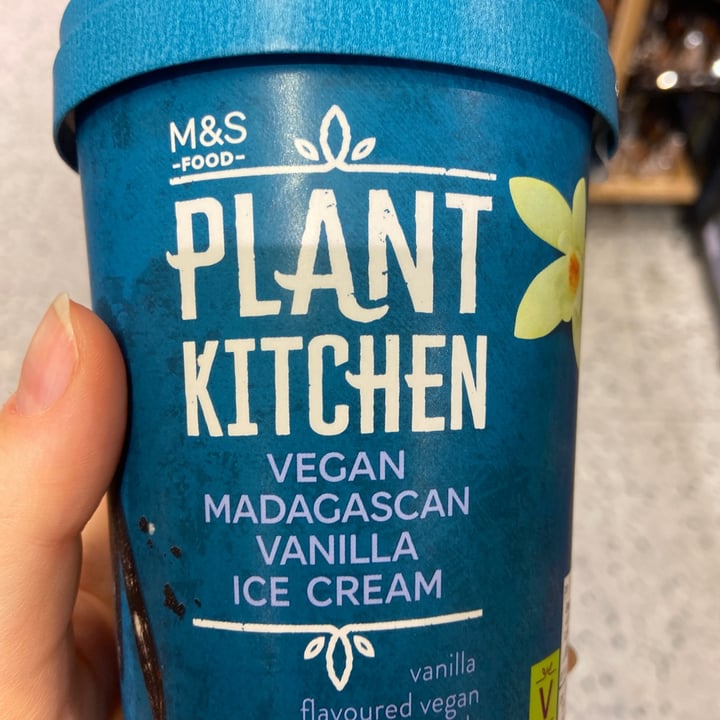 M&S
-FOOD-
PLANT
KITCHEN
VEGAN
MADAGASCAN
VANILLA
ICE CREAM
vanilla
flavoured vegan
V